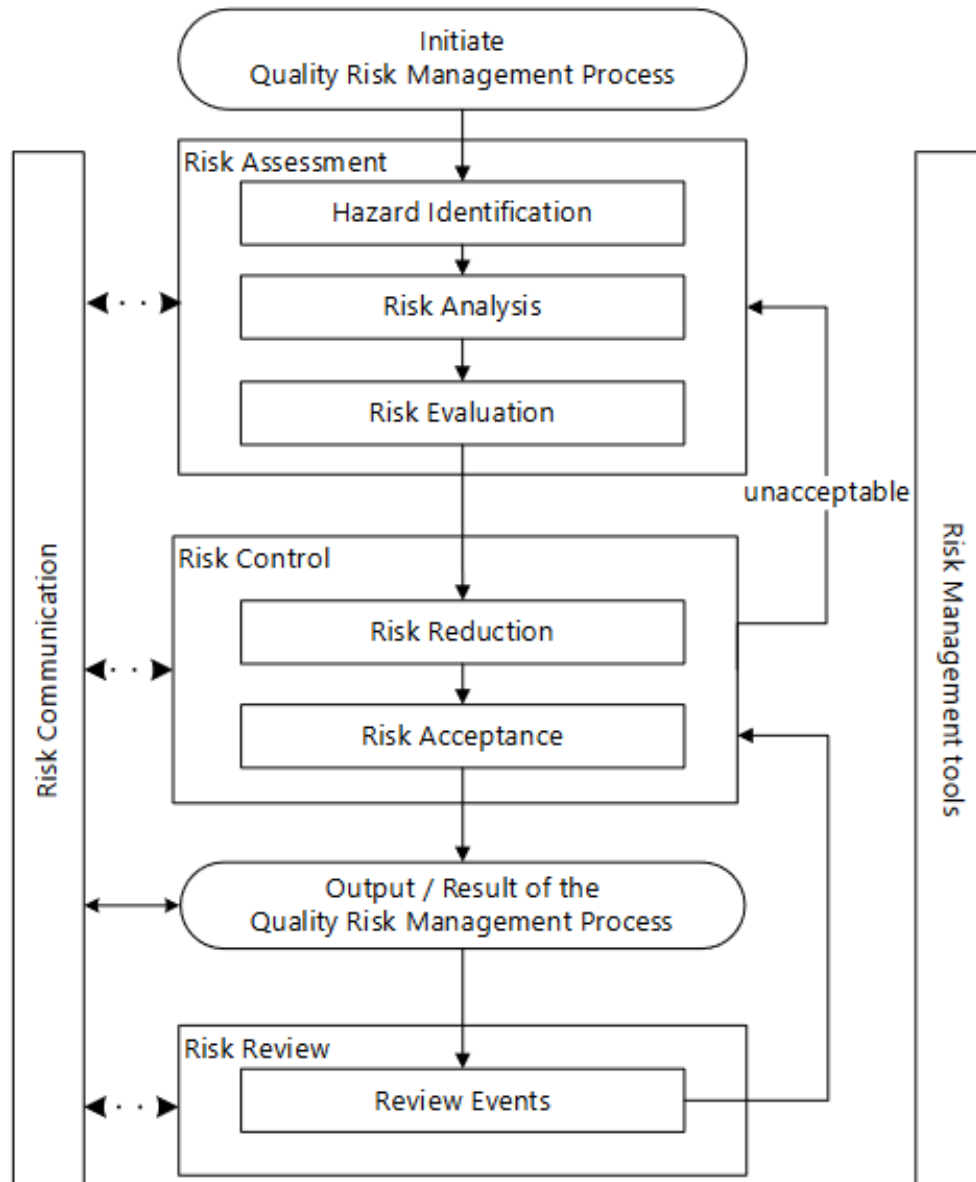 Initiate
Quality Risk Management Process
Risk Assessment
Hazard Identification
Risk Analysis
Risk Evaluation
unacceptable
Risk Control
Risk Reduction
Risk Acceptance
Output / Result of the
Quality Risk Management Process
Risk Review
Review Events
Risk Communication
Risk Management tools